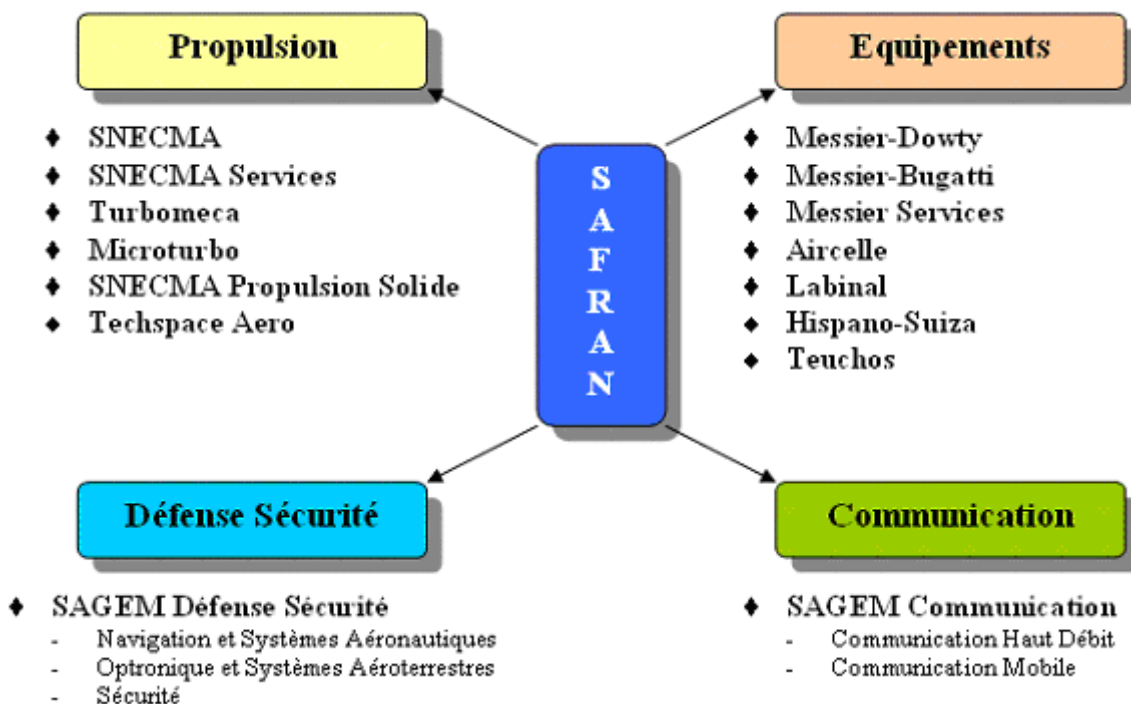 Propulsion
♦ SNECMA
♦ SNECMA Services
♦ Turbomeca
♦ Microturbo
♦ SNECMA Propulsion Solide
♦ Techspace Aero
Equipements
♦ Messier-Dowty
♦ Messier-Bugatti
♦ Messier Services
♦ Aircelle
♦ Labinal
♦ Hispano-Suiza
♦ Teuchos
S
A
F
R
A
N
Défense Sécurité
♦ SAGEM Défense Sécurité
- Navigation et Systèmes Aéronautiques
- Optronique et Systèmes Aéroterrestres
- Sécurité
Communication
♦ SAGEM Communication
- Communication Haut Débit
- Communication Mobile